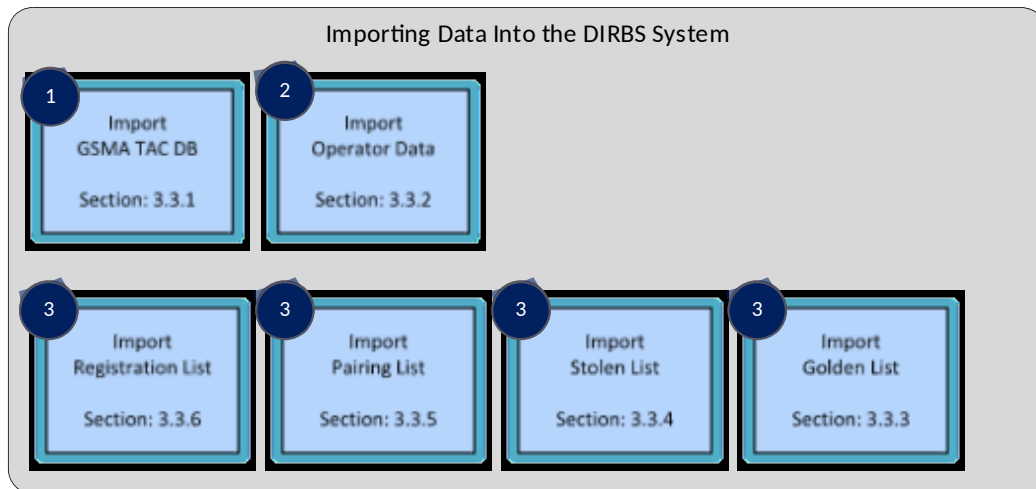 Importing Data Into the DIRBS System
1
Import
GSMA TAC DB
Section: 3.3.1
2
Import
Operator Data
Section: 3.3.2
3
Import
Registration List
Section: 3.3.6
3
Import
Pairing List
Section: 3.3.5
3
Import
Stolen List
Section: 3.3.4
3
Import
Golden List
Section: 3.3.3